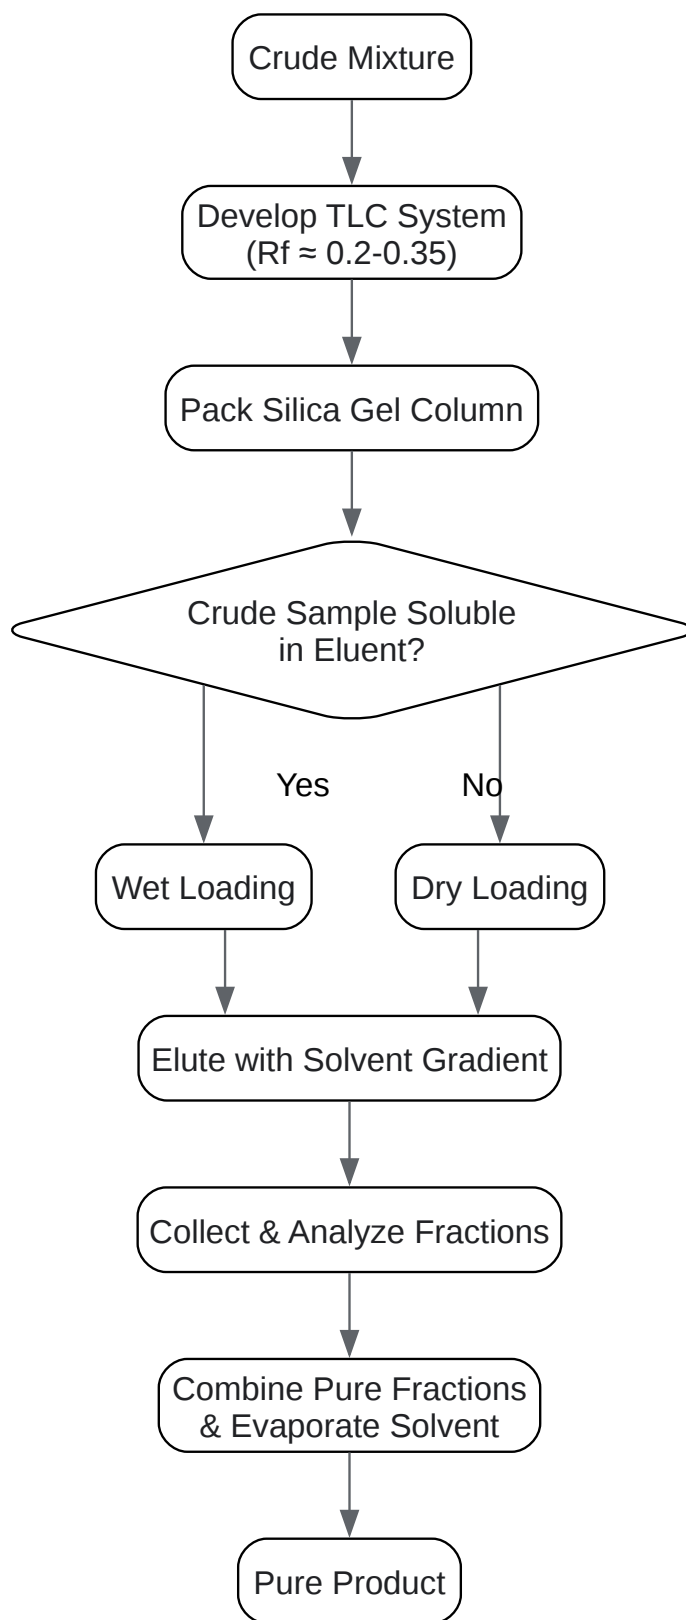 Crude Mixture
Develop TLC System
(Rf ≈ 0.2-0.35)
Pack Silica Gel Column
Crude Sample Soluble
in Eluent?
Yes
No
Wet Loading
Dry Loading
Elute with Solvent Gradient
Collect & Analyze Fractions
Combine Pure Fractions
& Evaporate Solvent
Pure Product